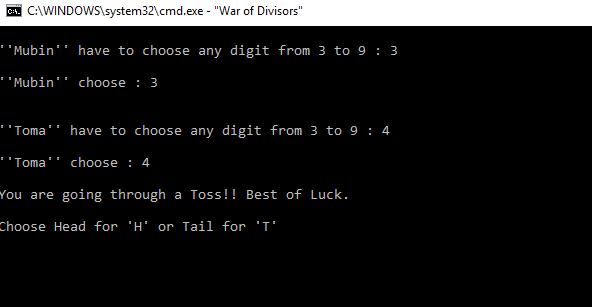 C:\WINDOWS\system32\cmd.exe - "War of Divisors"
''Mubin'' have to choose any digit from 3 to 9 : 3
''Mubin'' choose : 3
''Toma'' have to choose any digit from 3 to 9 : 4
''Toma'' choose : 4
You are going through a Toss!! Best of Luck.
Choose Head for 'H' or Tail for 'T'